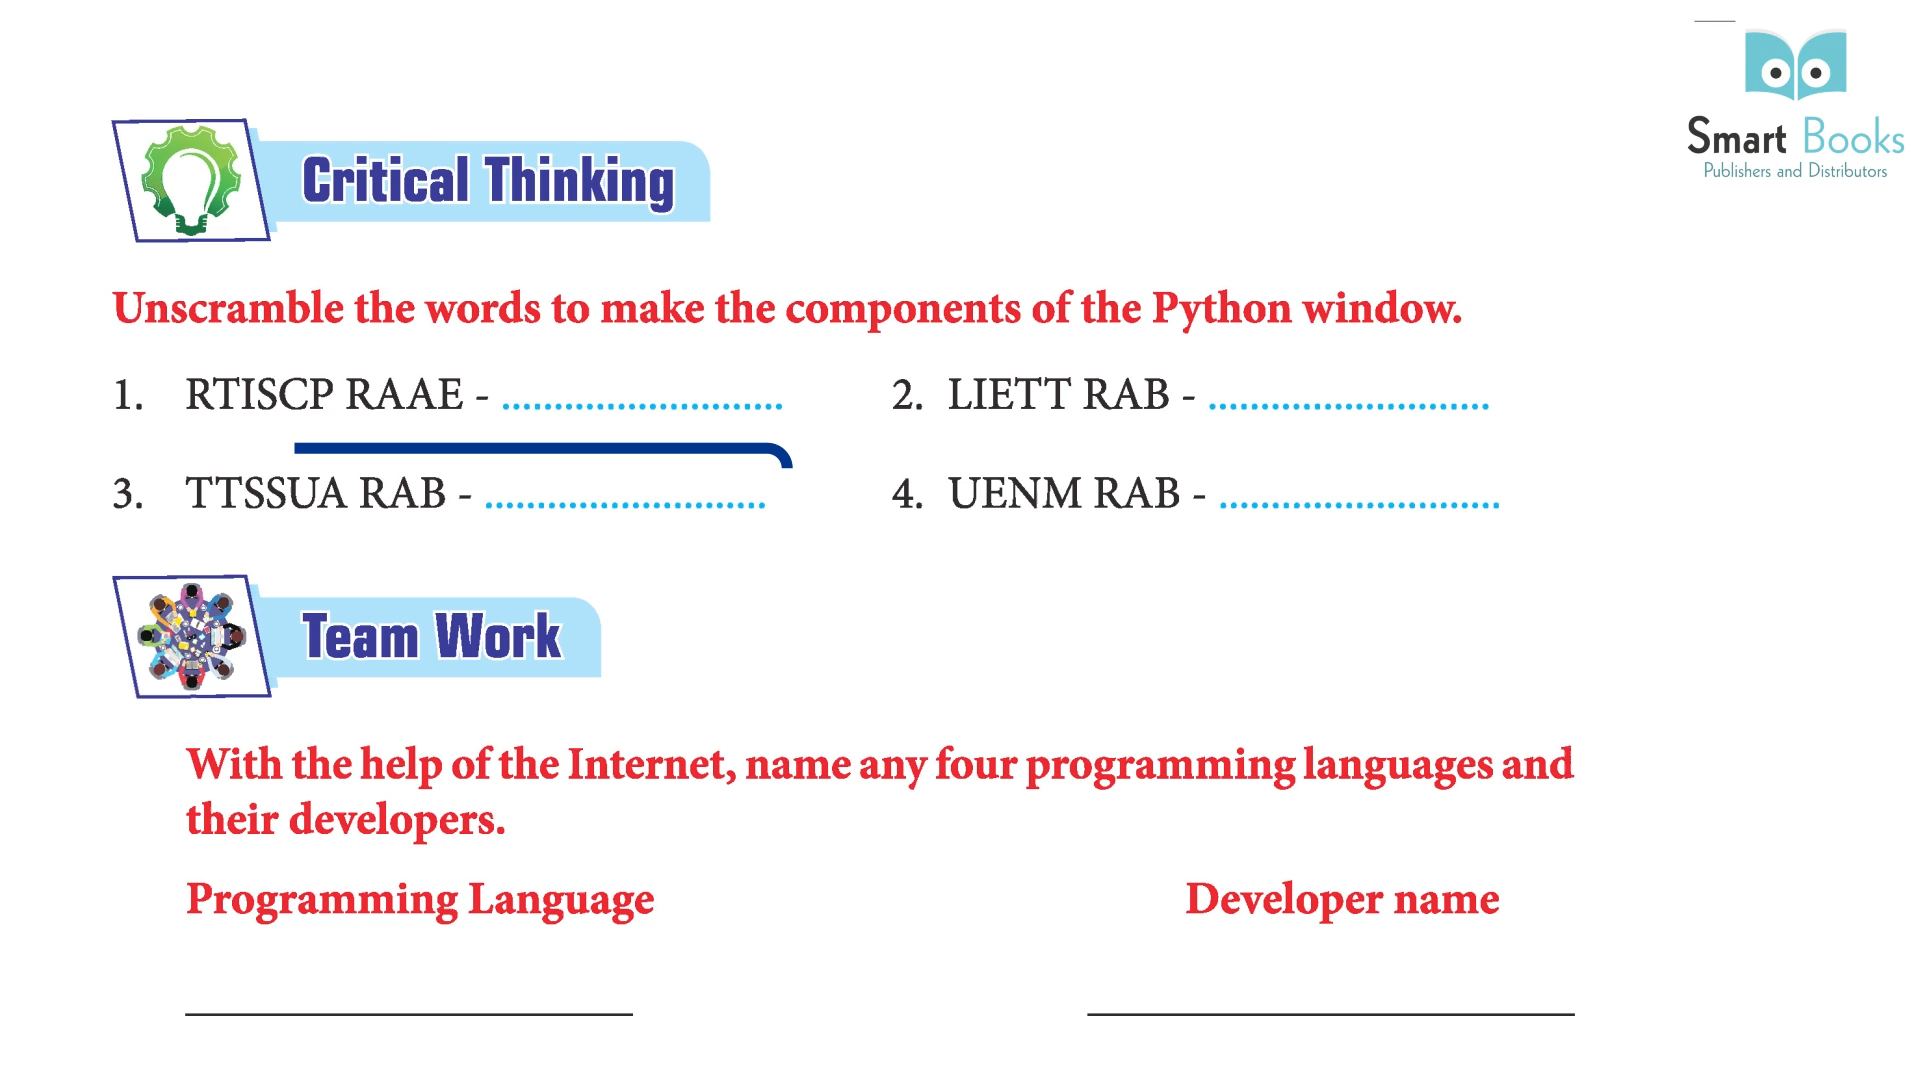 Smart Books
Publishers and Distributors
Critical Thinking
Unscramble the words to make the components of the Python window.
1. RTISCP RAAE - ...........................
2. LIETT RAB - ...........................
3. TTSSUA RAB - ...........................
4. UENM RAB - ...........................
Team Work
With the help of the Internet, name any four programming languages and
their developers.
Programming Language Developer name